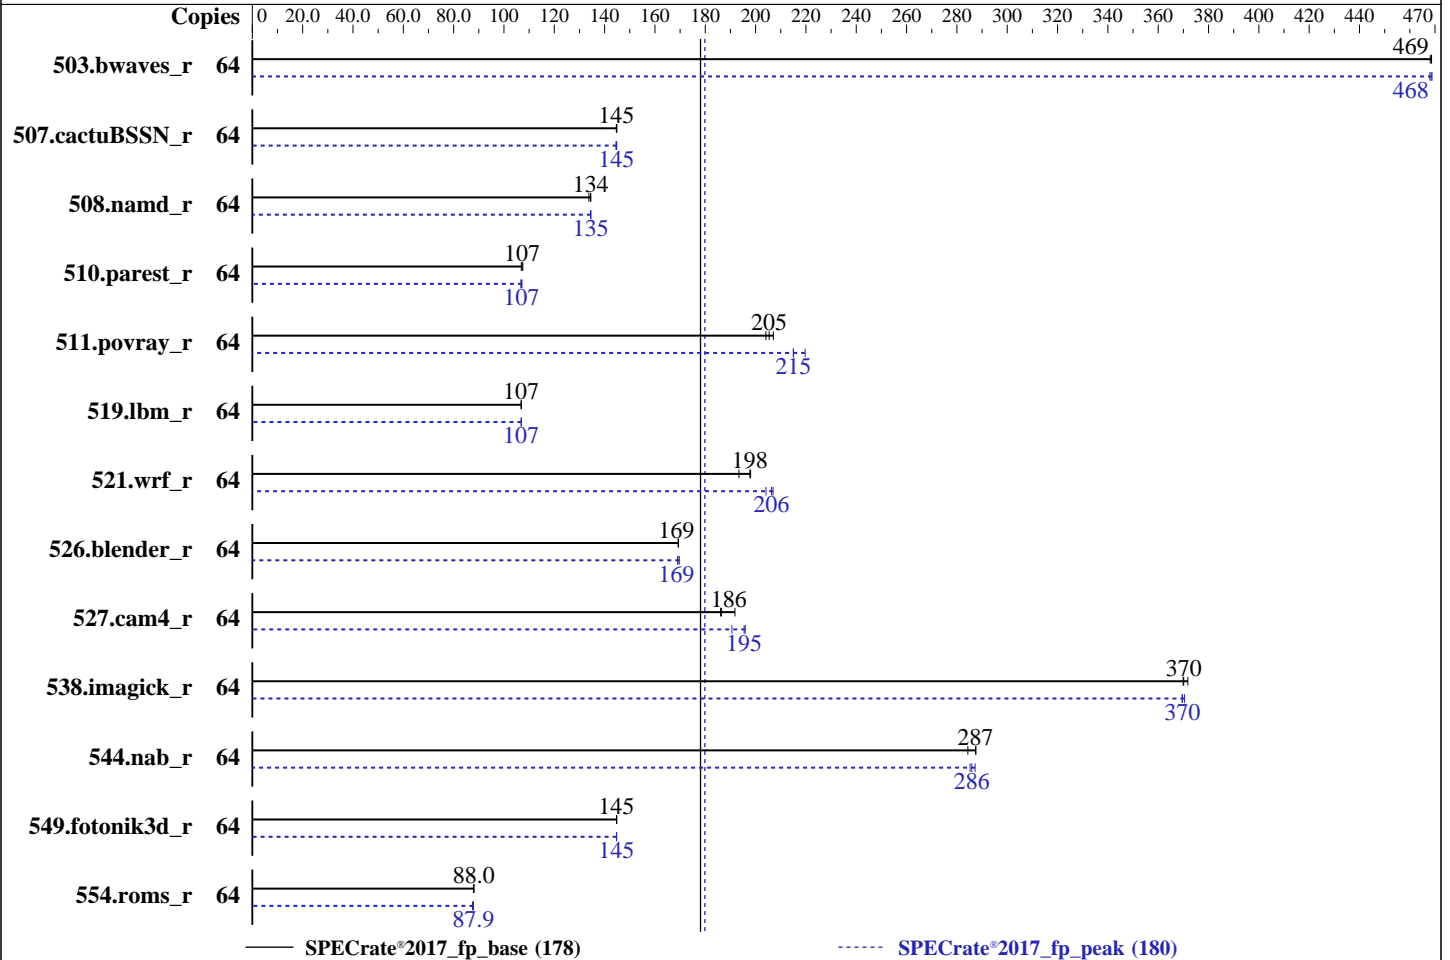 Copies 0 20.0 40.0 60.0 80.0 100 120 140 160 180 200 220 240 260 280 300 320 340 360 380 400 420 440 470
503.bwaves_r 64 469
468
507.cactuBSSN_r 64 145
145
508.namd_r 64 134
135
510.parest_r 64 107
107
511.povray_r 64 205
215
519.lbm_r 64 107
107
521.wrf_r 64 198
206
526.blender_r 64 169
169
527.cam4_r 64 186
195
538.imagick_r 64 370
370
544.nab_r 64 287
286
549.fotonik3d_r 64 145
145
554.roms_r 64 88.0
87.9
SPECrate®2017_fp_base (178) SPECrate®2017_fp_peak (180)